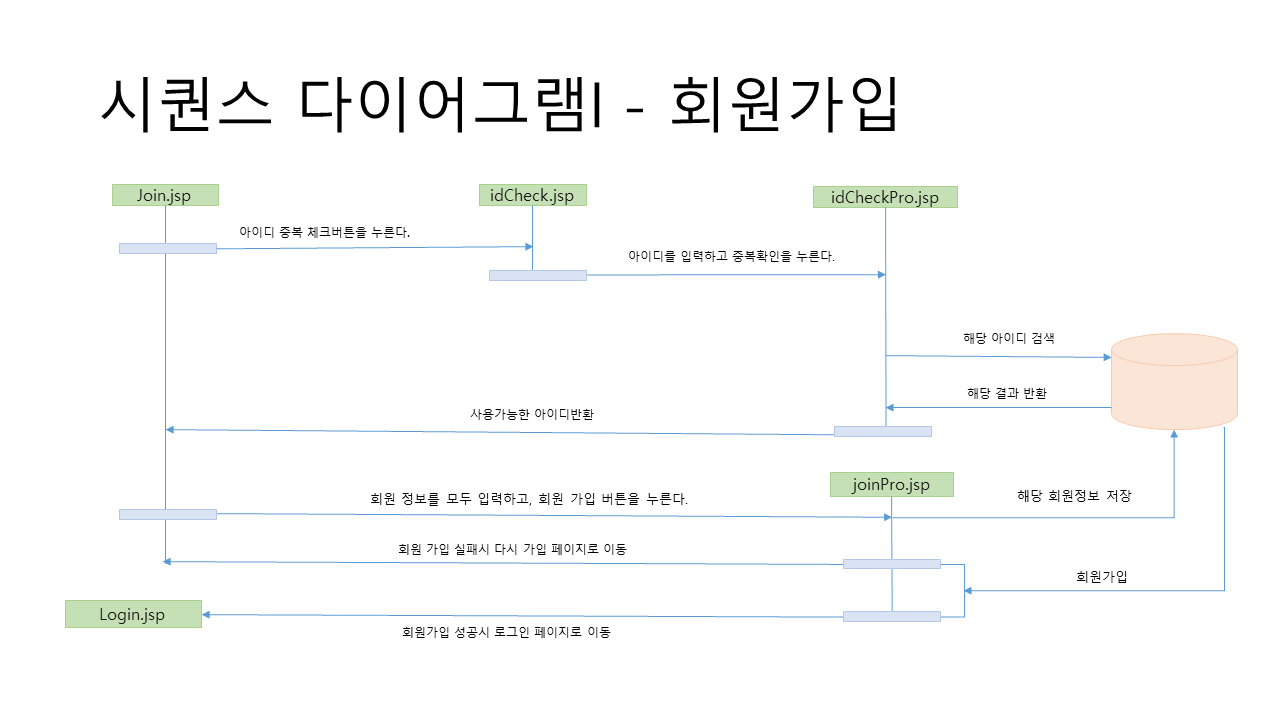 시퀀스 다이어그램I - 회원가입
Join.jsp
idCheck.jsp
idCheckPro.jsp
아이디 중복 체크버튼을 누른다.
아이디를 입력하고 중복확인을 누른다.
해당 아이디 검색
해당 결과 반환
사용가능한 아이디반환
joinPro.jsp
회원 정보를 모두 입력하고, 회원 가입 버튼을 누른다.
해당 회원정보 저장
회원 가입 실패시 다시 가입 페이지로 이동
회원가입
Login.jsp
회원가입 성공시 로그인 페이지로 이동